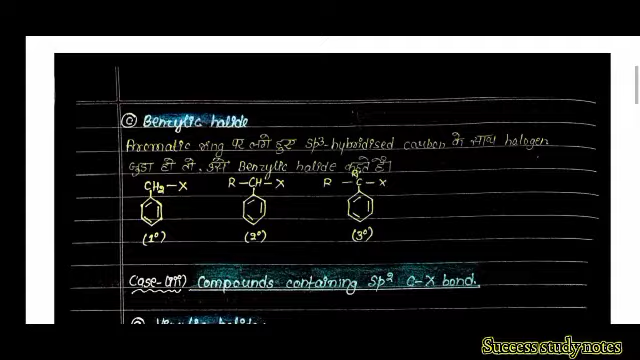 © Benzylic halide
Aromatic ring पर लगे हुए sp³-hybridised carbon के साथ halogen
जुड़ा हो तो, उसे Benzylic halide कहते है।
CH₂ — X R — CH — X R — C — X
R
(1°) (2°) (3°)
Case-(iii) Compounds containing sp² C-X bond.
Success study notes